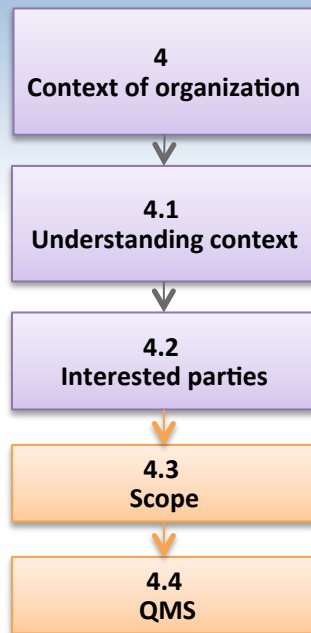 4
Context of organization
4.1
Understanding context
4.2
Interested parties
4.3
Scope
4.4
QMS